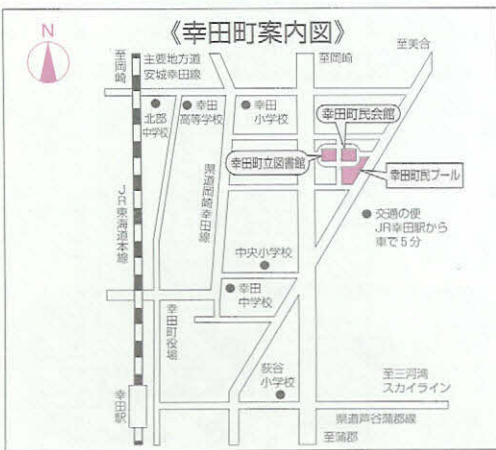 《幸田町案内図》
N
至岡崎
主要地方道
安城幸田線
至岡崎
至美合
北部
中学校
幸田
高等学校
幸田
小学校
幸田町民会館
幸田町立図書館
幸田町民プール
県道岡崎幸田線
JR東海道本線
交通の便
JR幸田駅から
車で5分
中央小学校
幸田
中学校
幸田町役場
荻谷
小学校
至三河湾
スカイライン
幸田駅
県道芦谷蒲郡線
至蒲郡